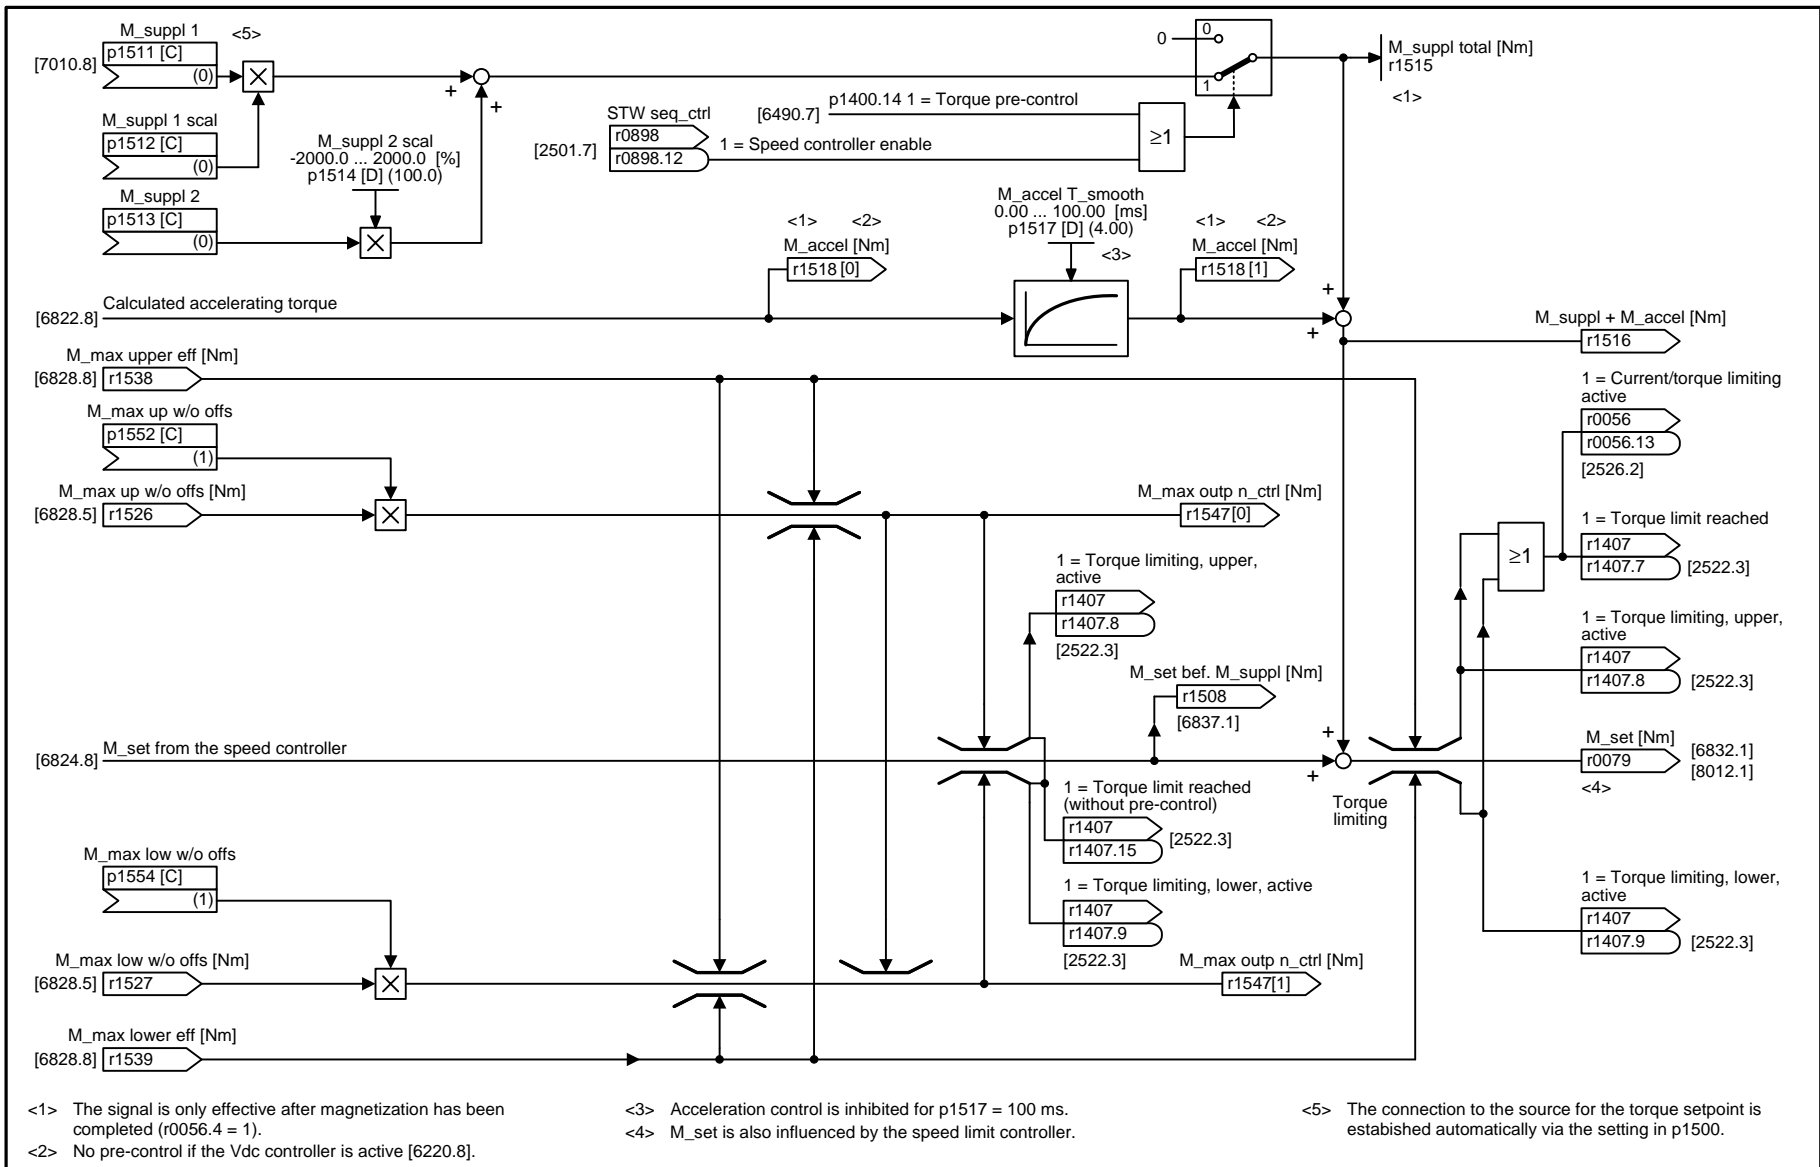 M_suppl 1
<5>
p1511 [C]
[7010.8]
(0)
M_suppl 1 scal
p1512 [C]
(0)
M_suppl 2 scal
-2000.0 ... 2000.0 [%]
p1514 [D] (100.0)
M_suppl 2
p1513 [C]
(0)
+
+
0
0
1
M_suppl total [Nm]
r1515
<1>
p1400.14 1 = Torque pre-control
[6490.7]
STW seq_ctrl
r0898
[2501.7]
r0898.12
1 = Speed controller enable
≥1
M_accel T_smooth
0.00 ... 100.00 [ms]
p1517 [D] (4.00)
<3>
<1> <2>
M_accel [Nm]
r1518 [0]
<1> <2>
M_accel [Nm]
r1518 [1]
Calculated accelerating torque
[6822.8]
+
+
M_suppl + M_accel [Nm]
r1516
M_max upper eff [Nm]
[6828.8]
r1538
M_max up w/o offs
p1552 [C]
(1)
M_max up w/o offs [Nm]
[6828.5]
r1526
M_max outp n_ctrl [Nm]
r1547[0]
1 = Current/torque limiting
active
r0056
r0056.13
[2526.2]
≥1
1 = Torque limit reached
r1407
r1407.7
[2522.3]
1 = Torque limiting, upper,
active
r1407
r1407.8
[2522.3]
1 = Torque limiting, upper,
active
r1407
r1407.8
[2522.3]
M_set bef. M_suppl [Nm]
r1508
[6837.1]
M_set from the speed controller
[6824.8]
+
+
Torque
limiting
M_set [Nm]
r0079
[6832.1]
[8012.1]
<4>
1 = Torque limit reached
(without pre-control)
r1407
r1407.15
[2522.3]
1 = Torque limiting, lower, active
r1407
r1407.9
[2522.3]
1 = Torque limiting, lower,
active
r1407
r1407.9
[2522.3]
M_max low w/o offs
p1554 [C]
(1)
M_max low w/o offs [Nm]
[6828.5]
r1527
M_max outp n_ctrl [Nm]
r1547[1]
M_max lower eff [Nm]
[6828.8]
r1539
<1> The signal is only effective after magnetization has been
completed (r0056.4 = 1).
<2> No pre-control if the Vdc controller is active [6220.8].
<3> Acceleration control is inhibited for p1517 = 100 ms.
<4> M_set is also influenced by the speed limit controller.
<5> The connection to the source for the torque setpoint is
estabished automatically via the setting in p1500.